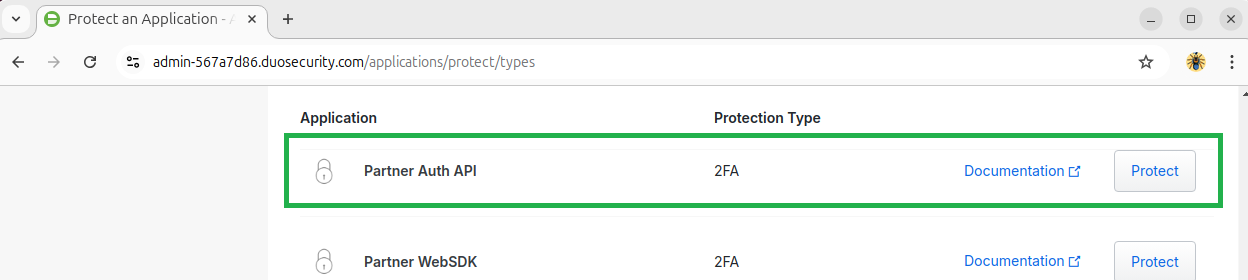 Protect an Application - A
admin-567a7d86.duosecurity.com/applications/protect/types
Application Protection Type
Partner Auth API 2FA Documentation Protect
Partner WebSDK 2FA Documentation Protect